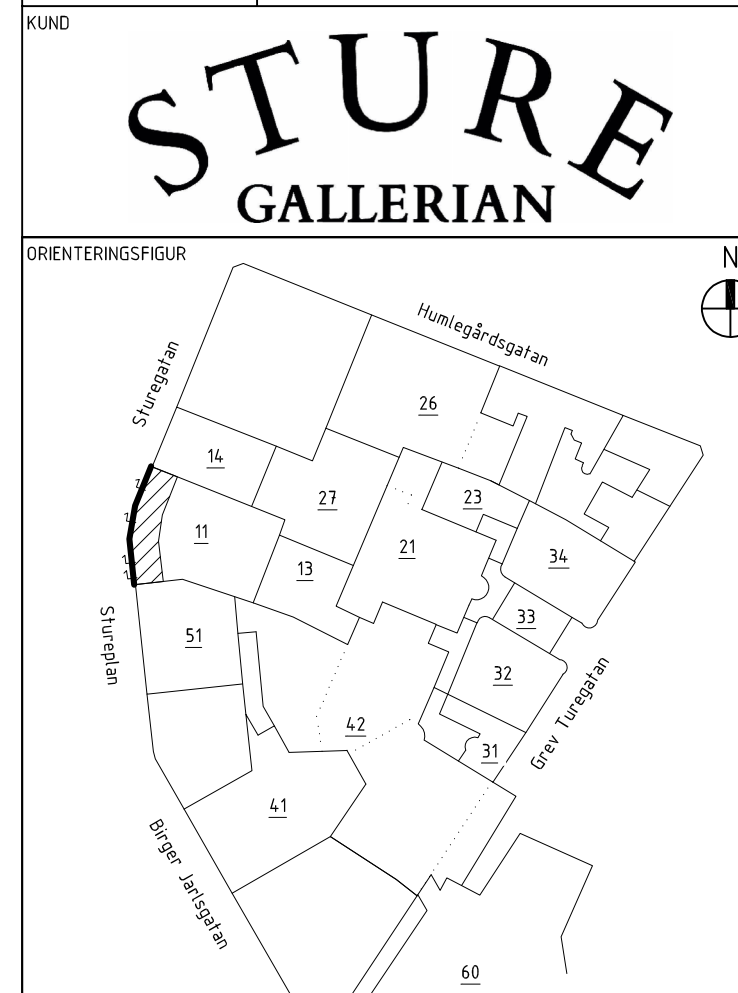 KUND
STURE
GALLERIAN
ORIENTERINGSFIGUR
N
Humlegårdsgatan
Sturegatan
26
14
27
23
11
21
34
13
33
51
Stureplan
32
Grev Turegatan
42
31
41
Birger Jarlsgatan
60